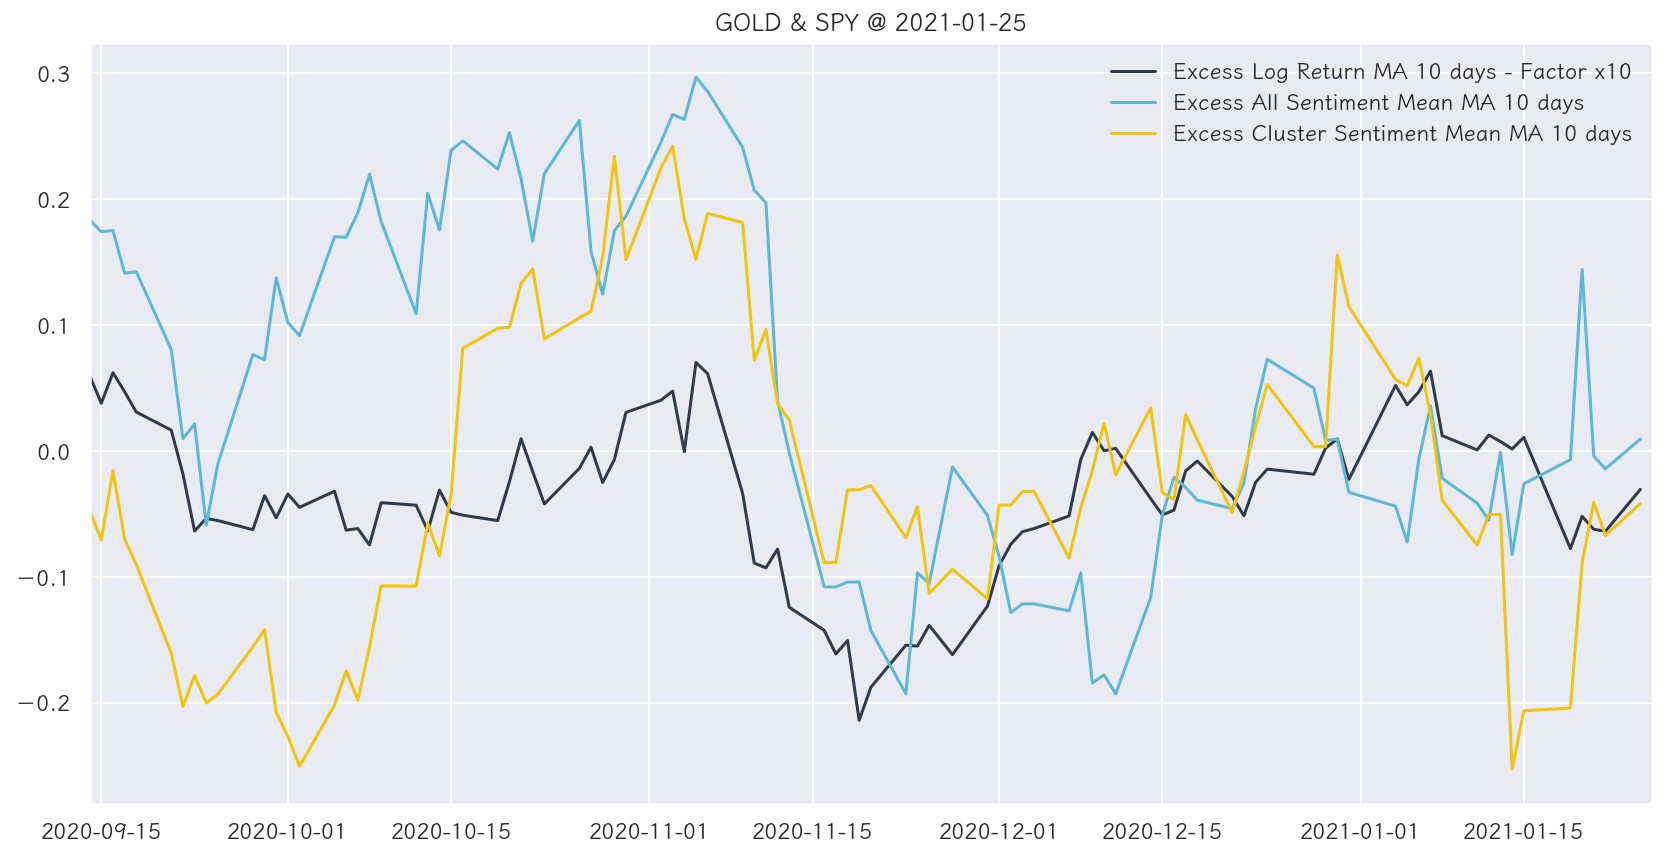 GOLD & SPY @ 2021-01-25
Excess Log Return MA 10 days - Factor x10
Excess All Sentiment Mean MA 10 days
Excess Cluster Sentiment Mean MA 10 days
0.3
0.2
0.1
0.0
−0.1
−0.2
2020-09-15 2020-10-01 2020-10-15 2020-11-01 2020-11-15 2020-12-01 2020-12-15 2021-01-01 2021-01-15